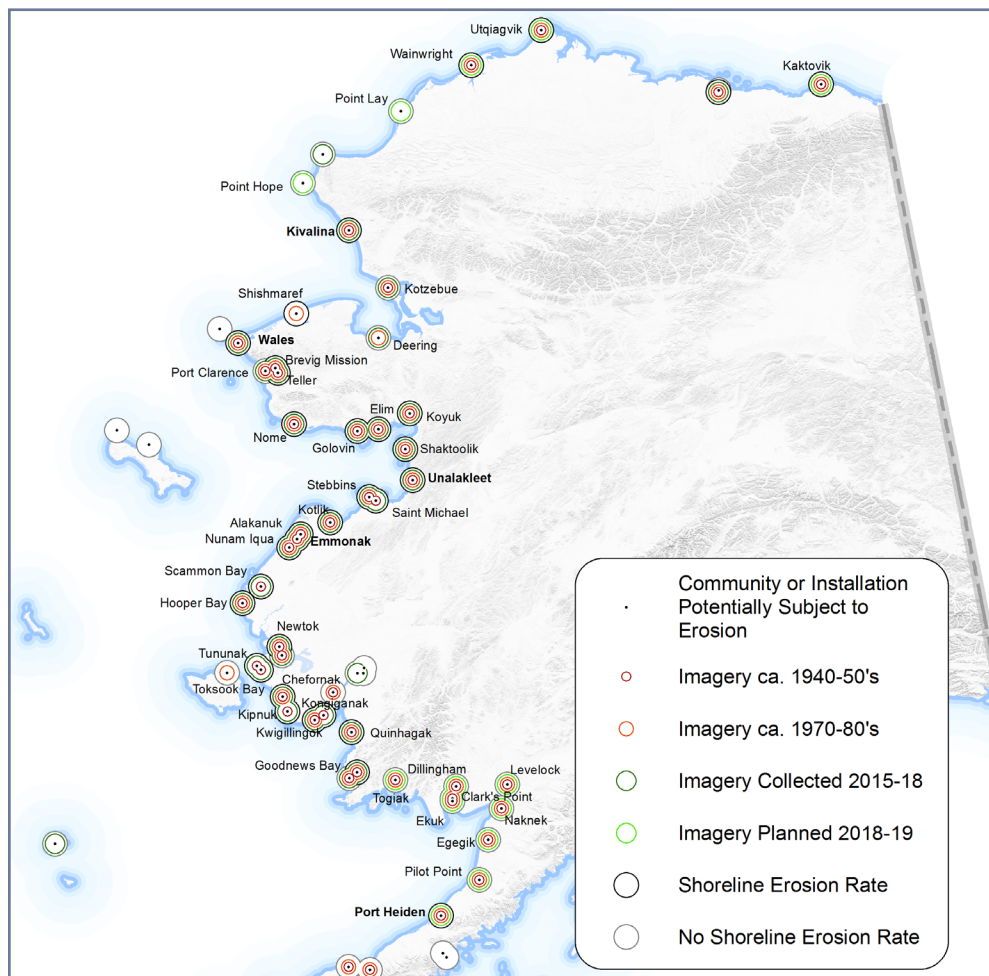 Utqiagvik
Wainwright
Kaktovik
Point Lay
Point Hope
Kivalina
Kotzebue
Shishmaref
Wales
Deering
Brevig Mission
Port Clarence
Teller
Elim
Koyuk
Nome
Golovin
Shaktoolik
Unalakleet
Stebbins
Saint Michael
Kotlik
Alakanuk
Nunam Iqua
Emmonak
Scammon Bay
Hooper Bay
Newtok
Tununak
Toksook Bay
Chefornak
Kongiganak
Kipnuk
Kwigillingok
Quinhagak
Goodnews Bay
Dillingham
Levelock
Togiak
Clark's Point
Ekuk
Naknek
Egegik
Pilot Point
Port Heiden
Community or Installation
Potentially Subject to
Erosion
Imagery ca. 1940-50's
Imagery ca. 1970-80's
Imagery Collected 2015-18
Imagery Planned 2018-19
Shoreline Erosion Rate
No Shoreline Erosion Rate